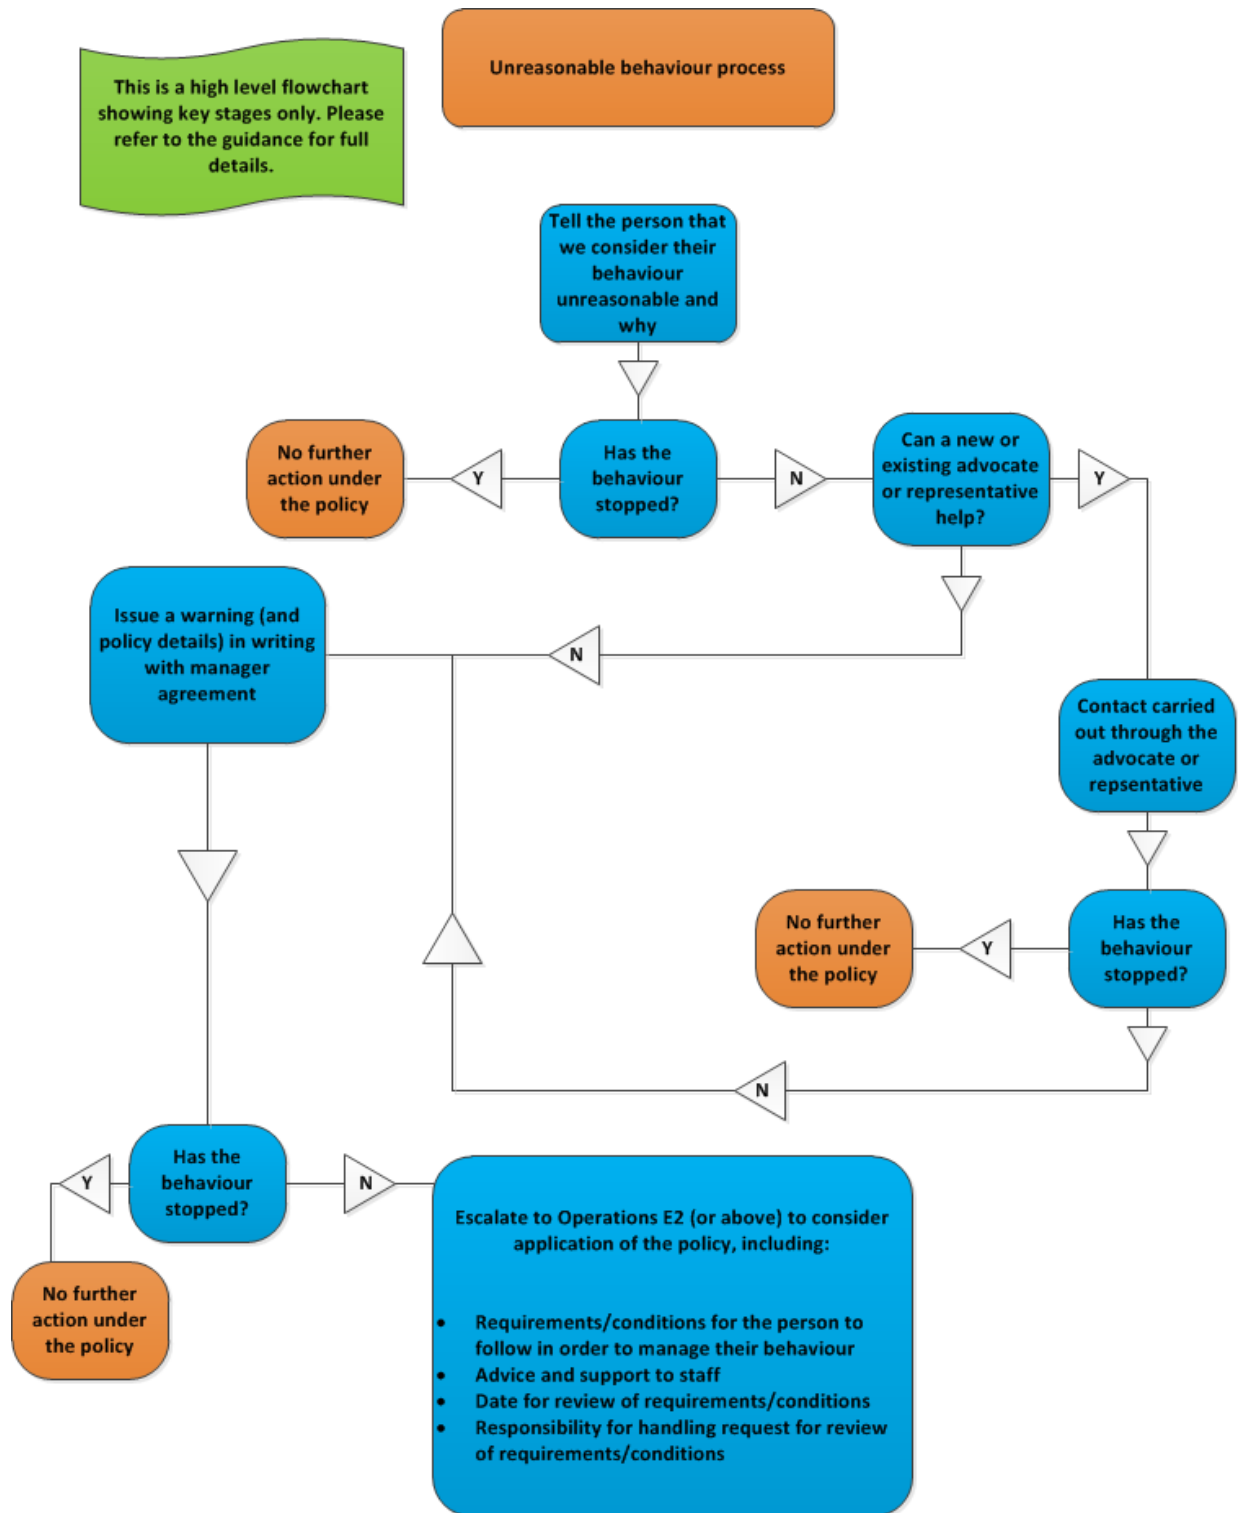 Unreasonable behaviour process
This is a high level flowchart
showing key stages only. Please
refer to the guidance for full
details.
Tell the person that
we consider their
behaviour
unreasonable and
why
No further
action under
the policy
Y
Has the
behaviour
stopped?
N
Can a new or
existing advocate
or representative
help?
Y
Issue a warning (and
policy details) in writing
with manager
agreement
N
Contact carried
out through the
advocate or
repsentative
No further
action under
the policy
Y
Has the
behaviour
stopped?
N
Has the
behaviour
stopped?
Y
N
No further
action under
the policy
Escalate to Operations E2 (or above) to consider
application of the policy, including:
• Requirements/conditions for the person to
follow in order to manage their behaviour
• Advice and support to staff
• Date for review of requirements/conditions
• Responsibility for handling request for review
of requirements/conditions